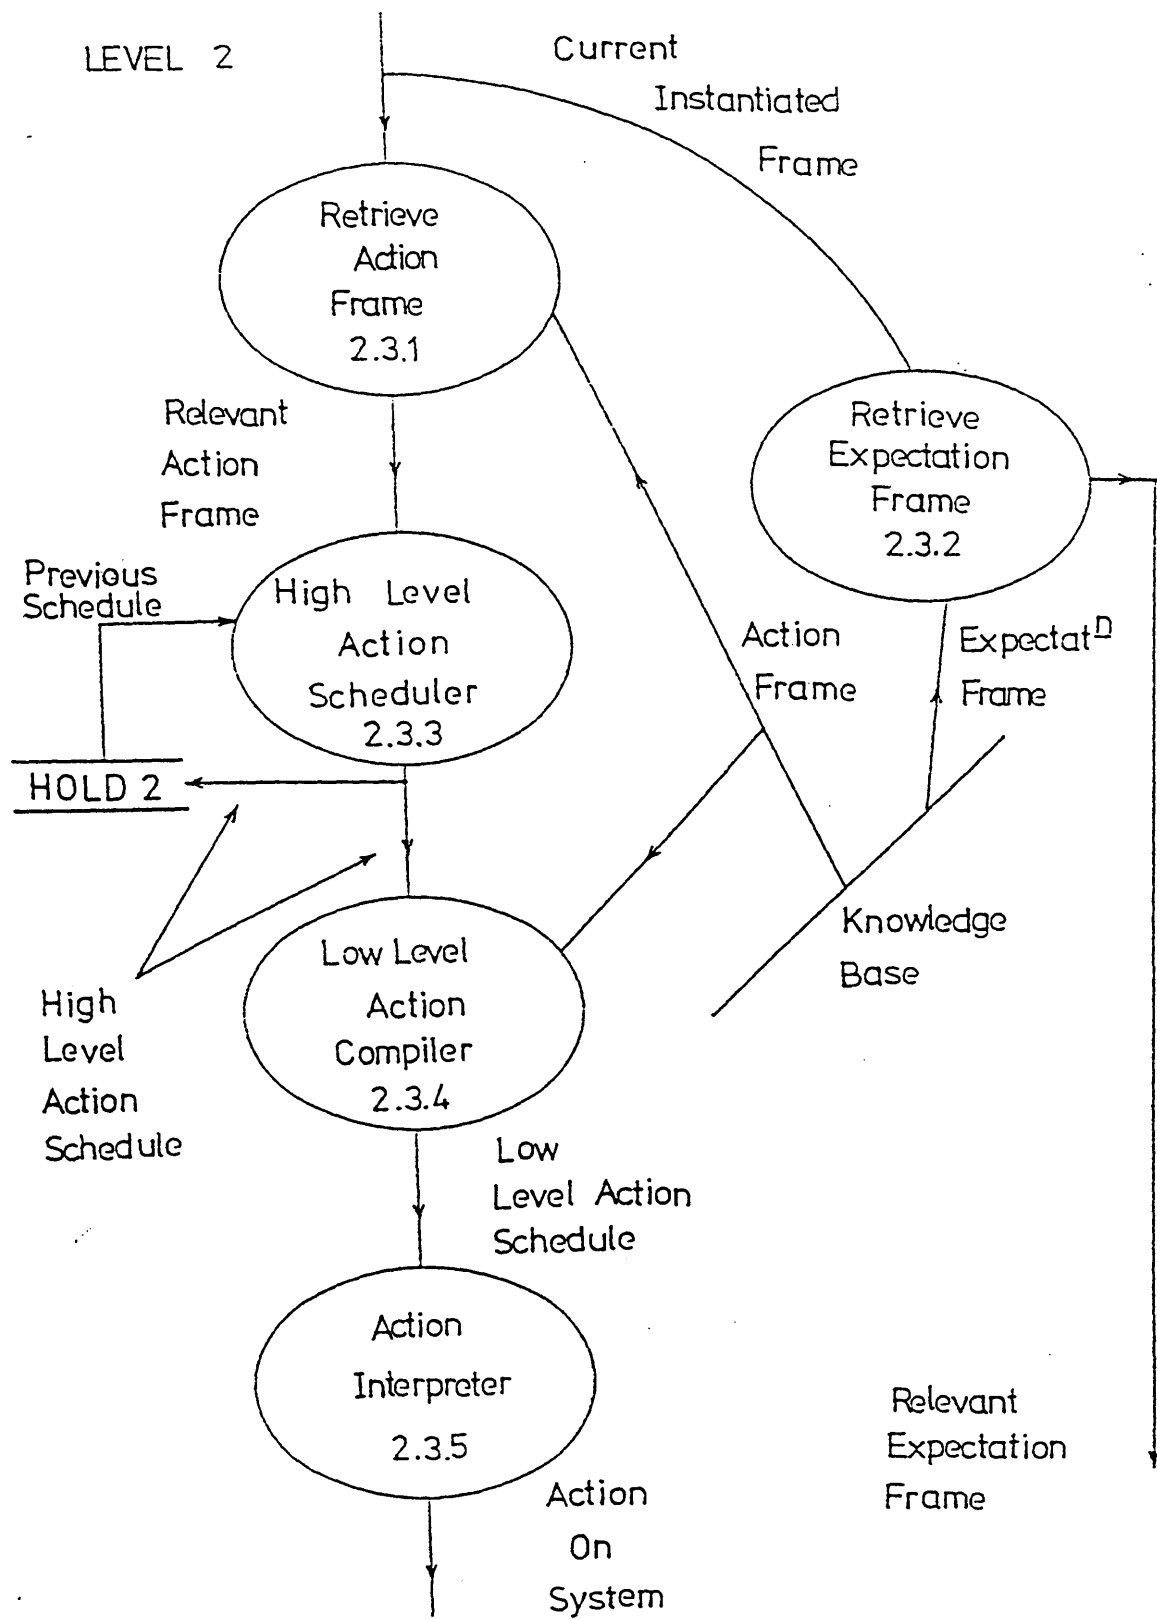 LEVEL 2
Current
Instantiated
Frame
Retrieve
Action
Frame
2.3.1
Relevant
Action
Frame
Retrieve
Expectation
Frame
2.3.2
Previous
Schedule
High Level
Action
Scheduler
2.3.3
Action
Frame
Expectatᴰ
Frame
HOLD 2
Knowledge
Base
Low Level
Action
Compiler
2.3.4
High
Level
Action
Schedule
Low
Level Action
Schedule
Action
Interpreter
2.3.5
Relevant
Expectation
Frame
Action
On
System